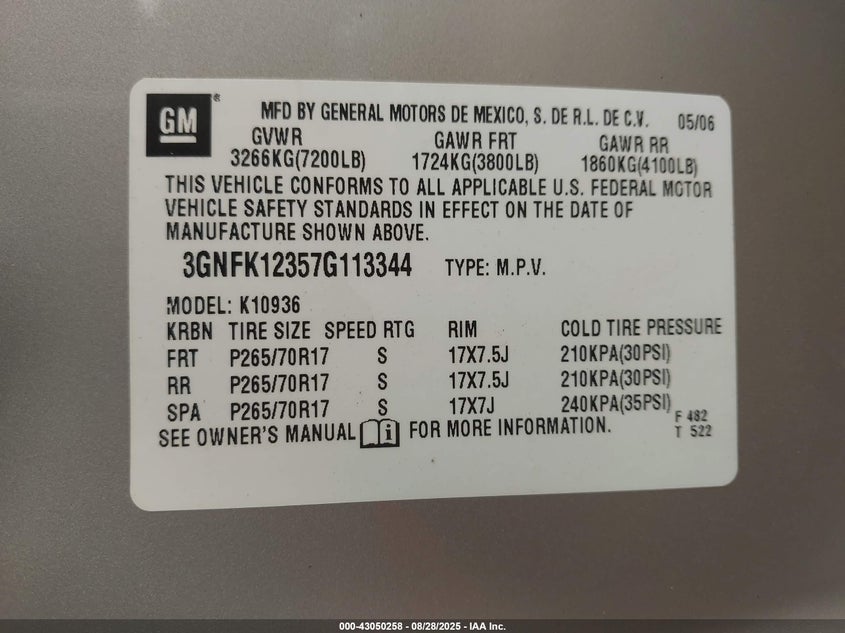 GM ® MFD BY GENERAL MOTORS DE MEXICO, S. DE R.L. DE C.V. 05/06
GVWR GAWR FRT GAWR RR
3266KG(7200LB) 1724KG(3800LB) 1860KG(4100LB)
THIS VEHICLE CONFORMS TO ALL APPLICABLE U.S. FEDERAL MOTOR
VEHICLE SAFETY STANDARDS IN EFFECT ON THE DATE OF
MANUFACTURE SHOWN ABOVE.
3GNFK12357G113344 TYPE: M.P.V.
MODEL: K10936
KRBN TIRE SIZE SPEED RTG RIM COLD TIRE PRESSURE
FRT P265/70R17 S 17X7.5J 210KPA(30PSI)
RR P265/70R17 S 17X7.5J 210KPA(30PSI)
SPA P265/70R17 S 17X7J 240KPA(35PSI) F 482
SEE OWNER'S MANUAL i FOR MORE INFORMATION. T 522
000-43050258 - 08/28/2025 - IAA Inc.